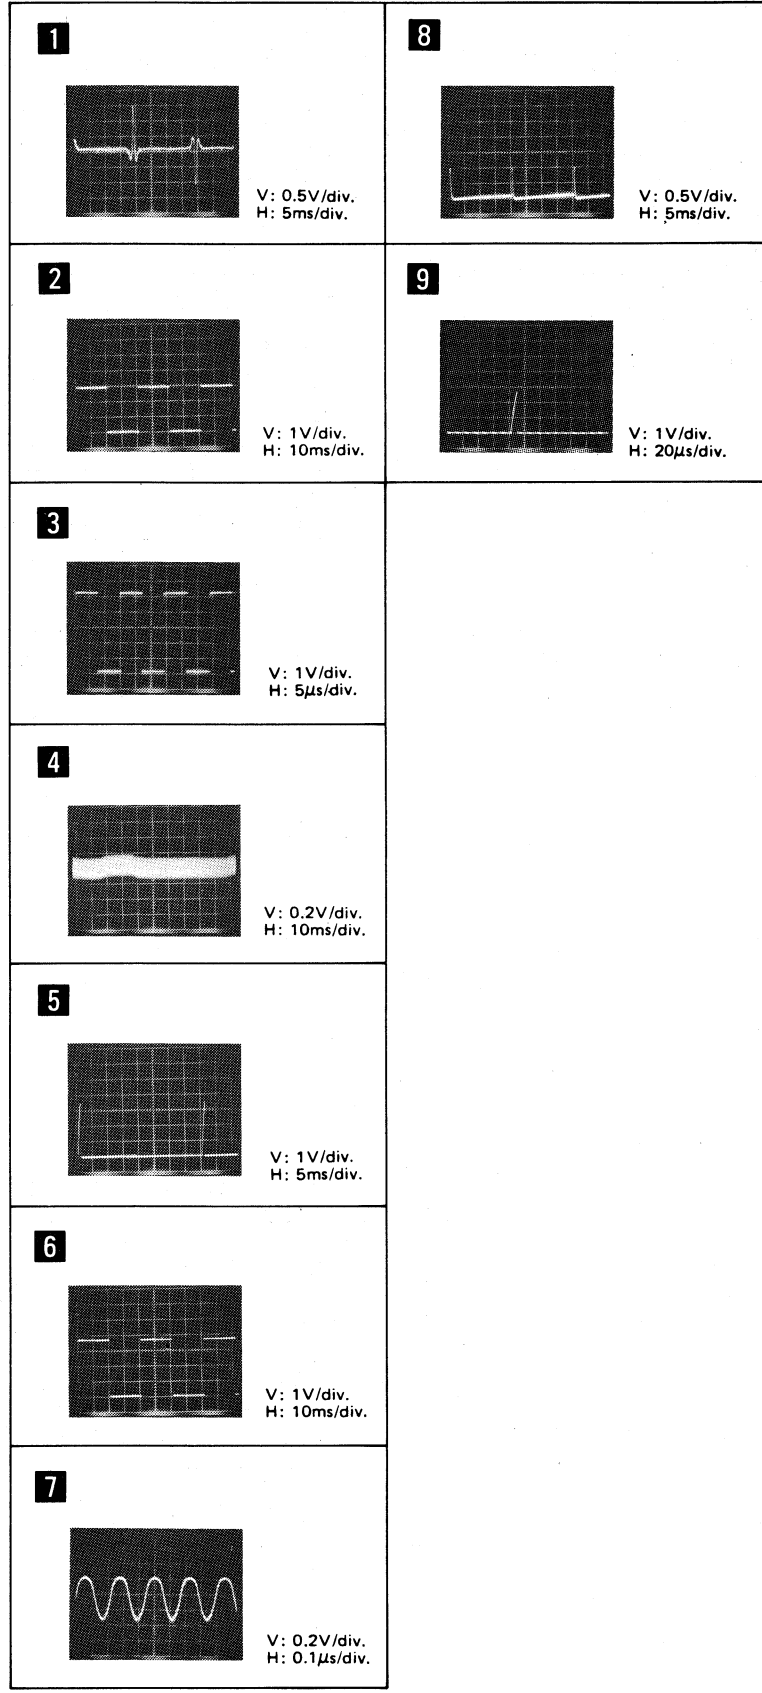 1
V: 0.5V/div.
H: 5ms/div.
2
V: 1V/div.
H: 10ms/div.
3
V: 1V/div.
H: 5μs/div.
4
V: 0.2V/div.
H: 10ms/div.
5
V: 1V/div.
H: 5ms/div.
6
V: 1V/div.
H: 10ms/div.
7
V: 0.2V/div.
H: 0.1μs/div.
8
V: 0.5V/div.
H: 5ms/div.
9
V: 1V/div.
H: 20μs/div.